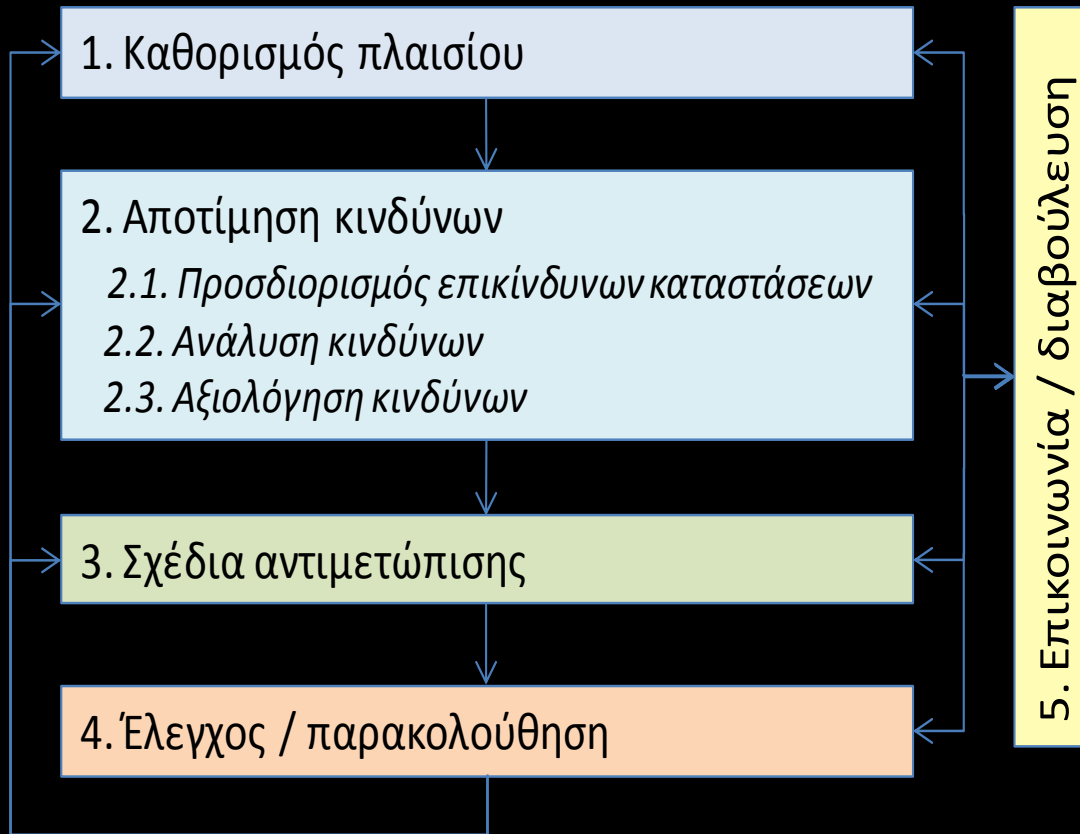 1. Καθορισμός πλαισίου
2. Αποτίμηση κινδύνων
2.1. Προσδιορισμός επικίνδυνων καταστάσεων
2.2. Ανάλυση κινδύνων
2.3. Αξιολόγηση κινδύνων
3. Σχέδια αντιμετώπισης
4. Έλεγχος / παρακολούθηση
5. Επικοινωνία / διαβούλευση